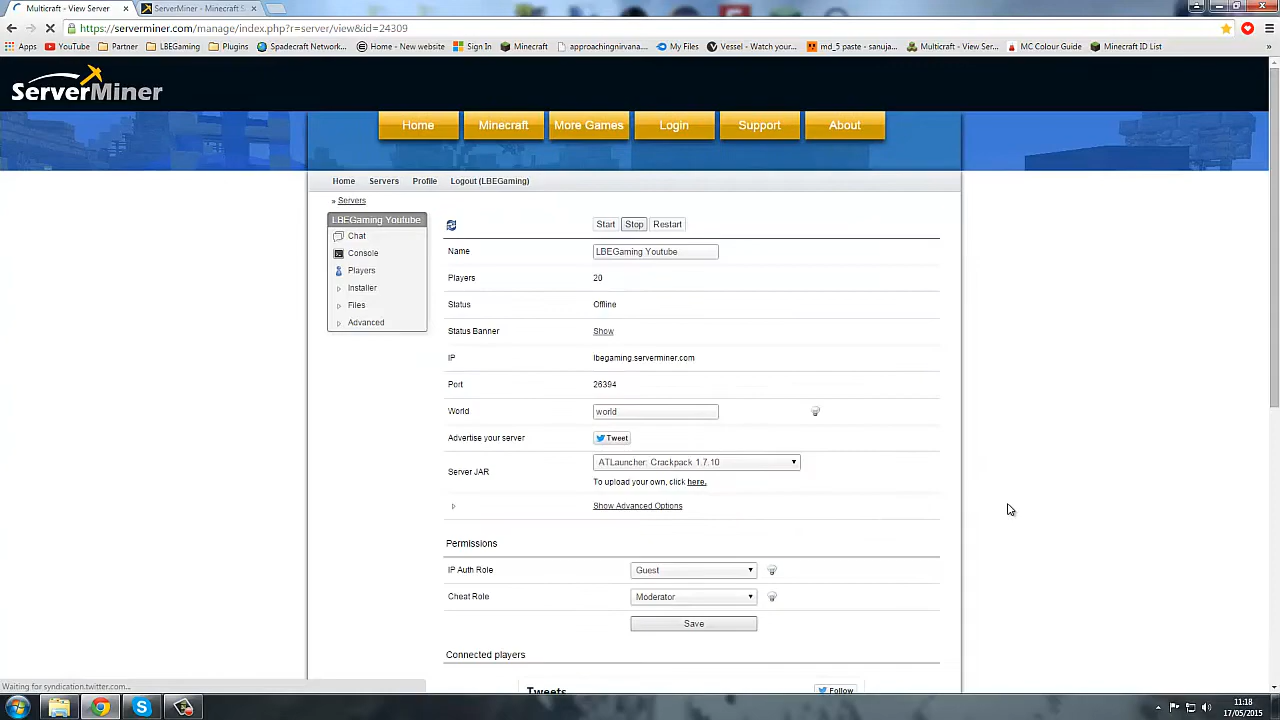 Multicraft - View Server
ServerMiner - Minecraft S
https://serverminer.com/manage/index.php?r=server/view&id=24309
Apps YouTube Partner LBEGaming Plugins Spadecraft Network... Home - New website Sign In Minecraft approachingnirvana... My Files Vessel - Watch your... md_5 paste - sanuja... Multicraft - View Ser... MC Colour Guide Minecraft ID List
ServerMiner
Home Minecraft More Games Login Support About
Home Servers Profile Logout (LBEGaming)
» Servers
LBEGaming Youtube
Chat
Console
Players
Installer
Files
Advanced
Start Stop Restart
Name LBEGaming Youtube
Players 20
Status Offline
Status Banner Show
IP lbegaming.serverminer.com
Port 26394
World world
Advertise your server Tweet
Server JAR ATLauncher: Crackpack 1.7.10
To upload your own, click here.
Show Advanced Options
Permissions
IP Auth Role Guest
Cheat Role Moderator
Save
Connected players
Tweets Follow
Waiting for syndication.twitter.com...
11:18
17/05/2015